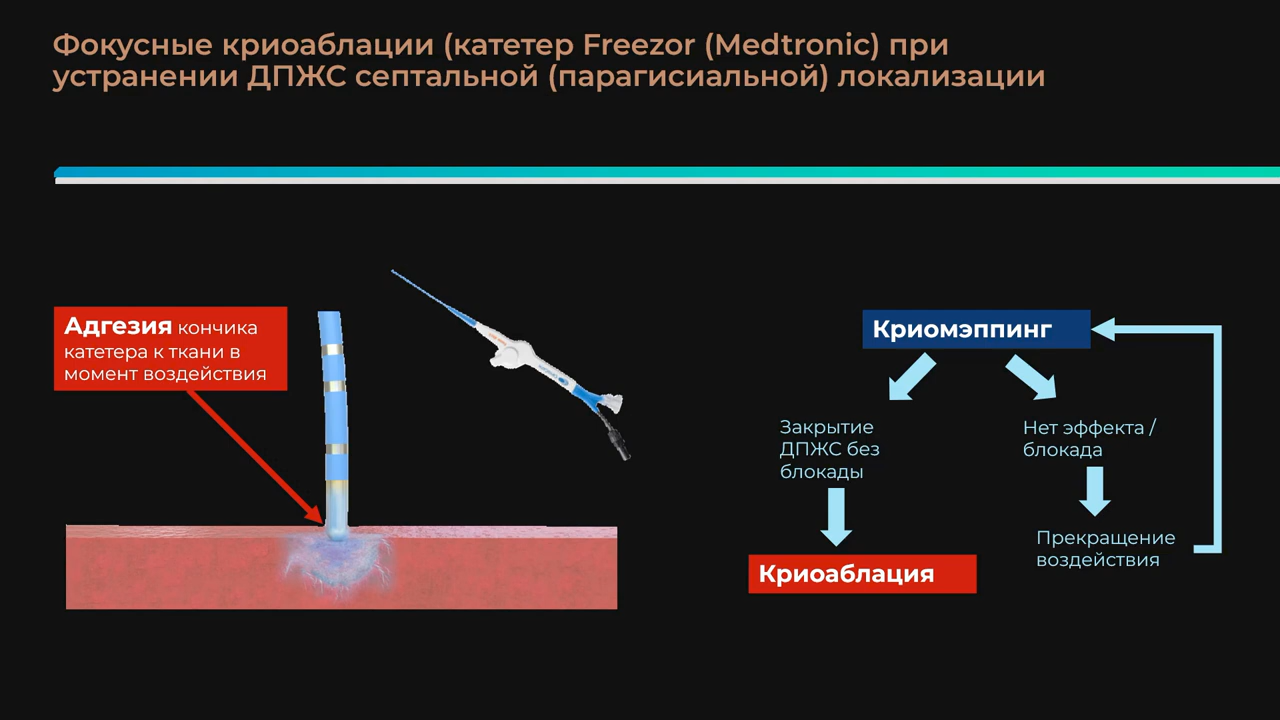 Фокусные криоаблации (катетер Freezor (Medtronic) при
устранении ДПЖС септальной (парагисиальной) локализации
Адгезия кончика
катетера к ткани в
момент воздействия
Криомэппинг
Закрытие
ДПЖС без
блокады
Нет эффекта /
блокада
Прекращение
воздействия
Криоаблация